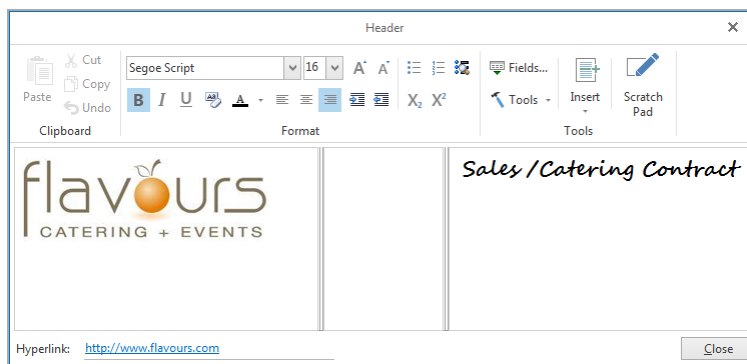 Header
Cut
Copy
Undo
Paste
Clipboard
Segoe Script
16
A A
B I U AB A
X₂ X²
Format
Fields...
Tools
Insert
Scratch
Pad
Tools
flavours
CATERING + EVENTS
Sales /Catering Contract
Hyperlink: http://www.flavours.com
Close